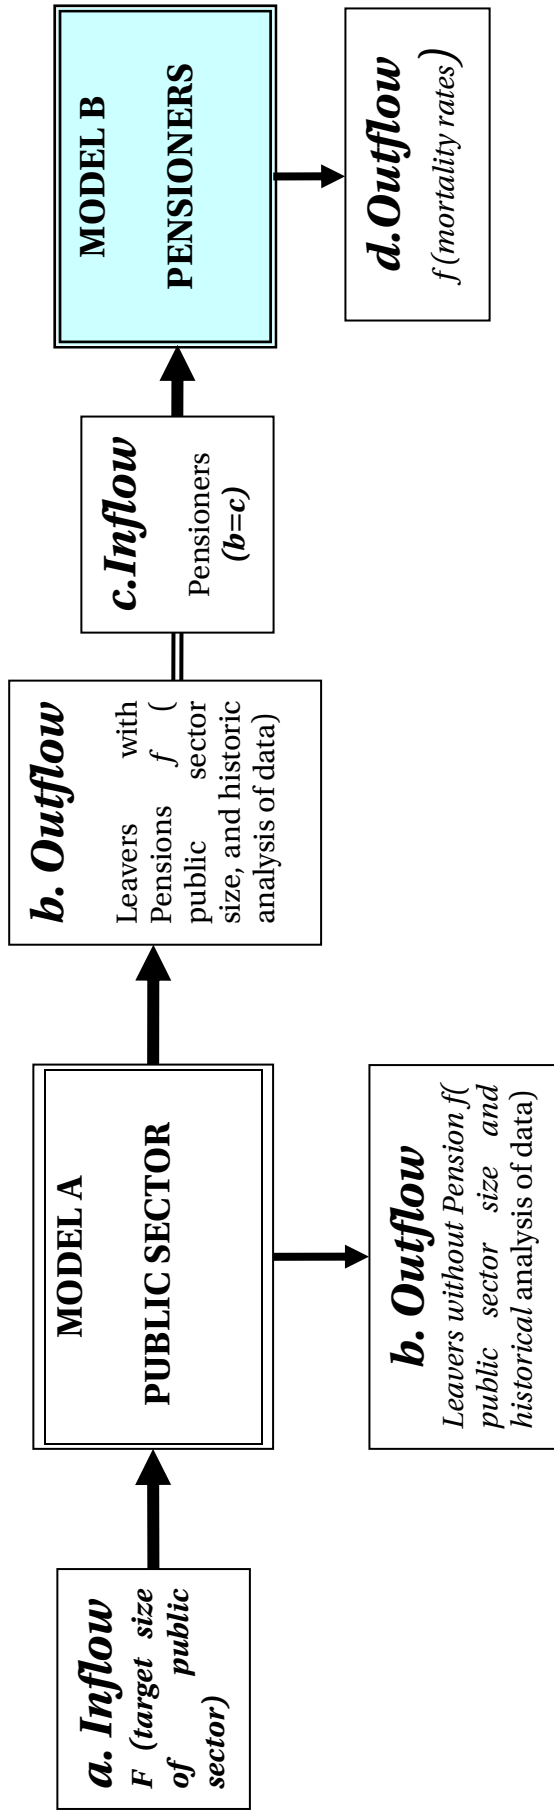 a. Inflow
F (target size
of public
sector)
MODEL A
PUBLIC SECTOR
b. Outflow
Leavers without Pension f(
public sector size and
historical analysis of data)
b. Outflow
Leavers with
Pensions f (
public sector
size, and historic
analysis of data)
c.Inflow
Pensioners
(b=c)
MODEL B
PENSIONERS
d.Outflow
f (mortality rates)